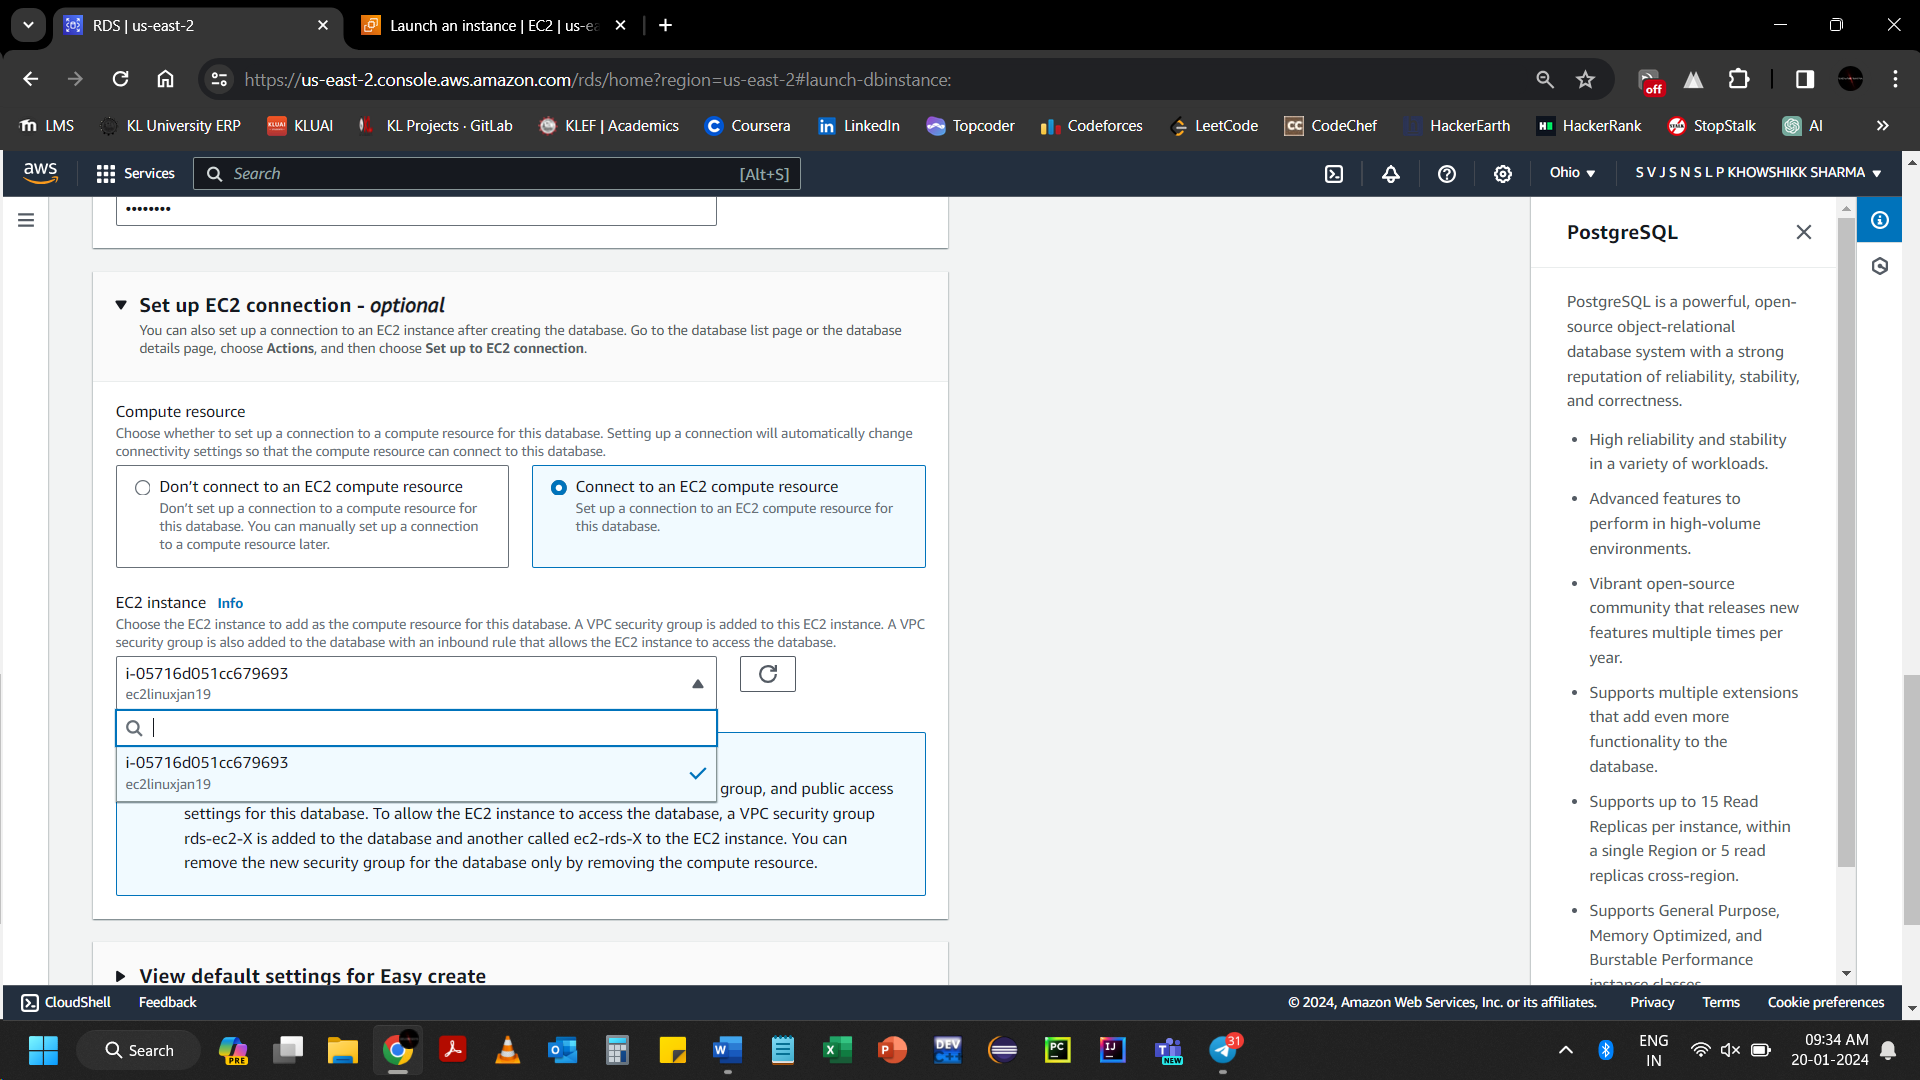 RDS | us-east-2
Launch an instance | EC2 | us-ea
https://us-east-2.console.aws.amazon.com/rds/home?region=us-east-2#launch-dbinstance:
off
LMS
KL University ERP
KLUAI
KLUAI
KL Projects · GitLab
KLEF | Academics
Coursera
LinkedIn
Topcoder
Codeforces
LeetCode
CodeChef
HackerEarth
HackerRank
StopStalk
AI
aws
Services
Search
[Alt+S]
Ohio
S V J S N S L P KHOWSHIKK SHARMA
••••••••
Set up EC2 connection - optional
You can also set up a connection to an EC2 instance after creating the database. Go to the database list page or the database
details page, choose Actions, and then choose Set up to EC2 connection.
Compute resource
Choose whether to set up a connection to a compute resource for this database. Setting up a connection will automatically change
connectivity settings so that the compute resource can connect to this database.
Don't connect to an EC2 compute resource
Don't set up a connection to a compute resource for
this database. You can manually set up a connection
to a compute resource later.
Connect to an EC2 compute resource
Set up a connection to an EC2 compute resource for
this database.
EC2 instance Info
Choose the EC2 instance to add as the compute resource for this database. A VPC security group is added to this EC2 instance. A VPC
security group is also added to the database with an inbound rule that allows the EC2 instance to access the database.
i-05716d051cc679693
ec2linuxjan19
i-05716d051cc679693
ec2linuxjan19
group, and public access
settings for this database. To allow the EC2 instance to access the database, a VPC security group
rds-ec2-X is added to the database and another called ec2-rds-X to the EC2 instance. You can
remove the new security group for the database only by removing the compute resource.
View default settings for Easy create
PostgreSQL
PostgreSQL is a powerful, open-
source object-relational
database system with a strong
reputation of reliability, stability,
and correctness.
• High reliability and stability
in a variety of workloads.
• Advanced features to
perform in high-volume
environments.
• Vibrant open-source
community that releases new
features multiple times per
year.
• Supports multiple extensions
that add even more
functionality to the
database.
• Supports up to 15 Read
Replicas per instance, within
a single Region or 5 read
replicas cross-region.
• Supports General Purpose,
Memory Optimized, and
Burstable Performance
instance classes.
CloudShell
Feedback
© 2024, Amazon Web Services, Inc. or its affiliates.
Privacy
Terms
Cookie preferences
Search
PRE
DEV
C++
PC
IJ
NEW
31
ENG
IN
09:34 AM
20-01-2024